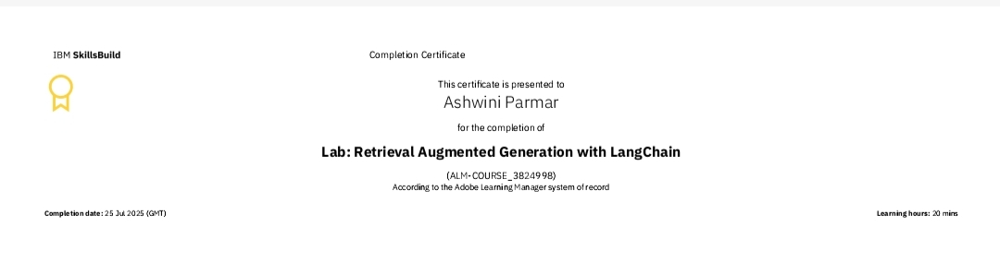 IBM SkillsBuild
Completion Certificate
This certificate is presented to
Ashwini Parmar
for the completion of
Lab: Retrieval Augmented Generation with LangChain
(ALM-COURSE_3824998)
According to the Adobe Learning Manager system of record
Completion date: 25 Jul 2025 (GMT)
Learning hours: 20 mins